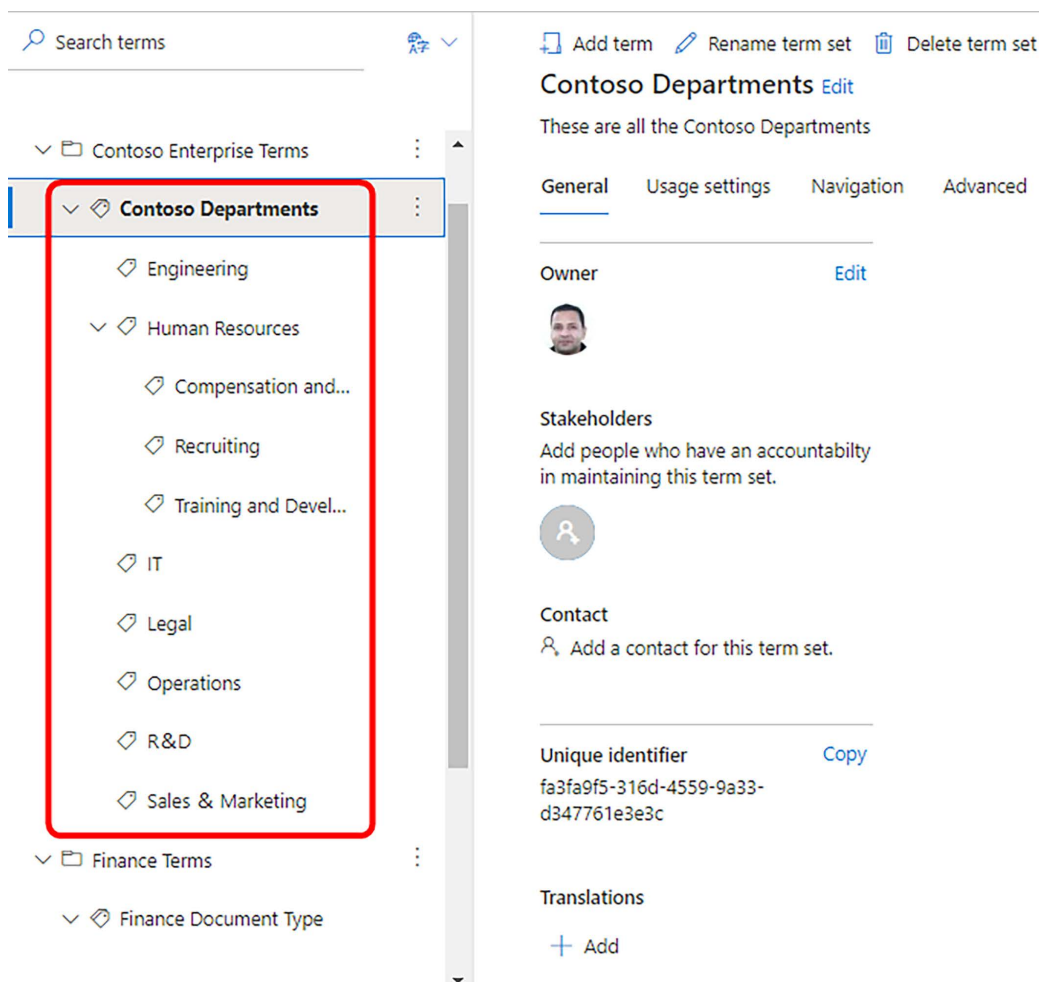 Search terms
Contoso Enterprise Terms
Contoso Departments
Engineering
Human Resources
Compensation and...
Recruiting
Training and Devel...
IT
Legal
Operations
R&D
Sales & Marketing
Finance Terms
Finance Document Type
Add term Rename term set Delete term set
Contoso Departments Edit
These are all the Contoso Departments
General Usage settings Navigation Advanced
Owner Edit
Stakeholders
Add people who have an accountabilty
in maintaining this term set.
Contact
Add a contact for this term set.
Unique identifier Copy
fa3fa9f5-316d-4559-9a33-
d347761e3e3c
Translations
Add